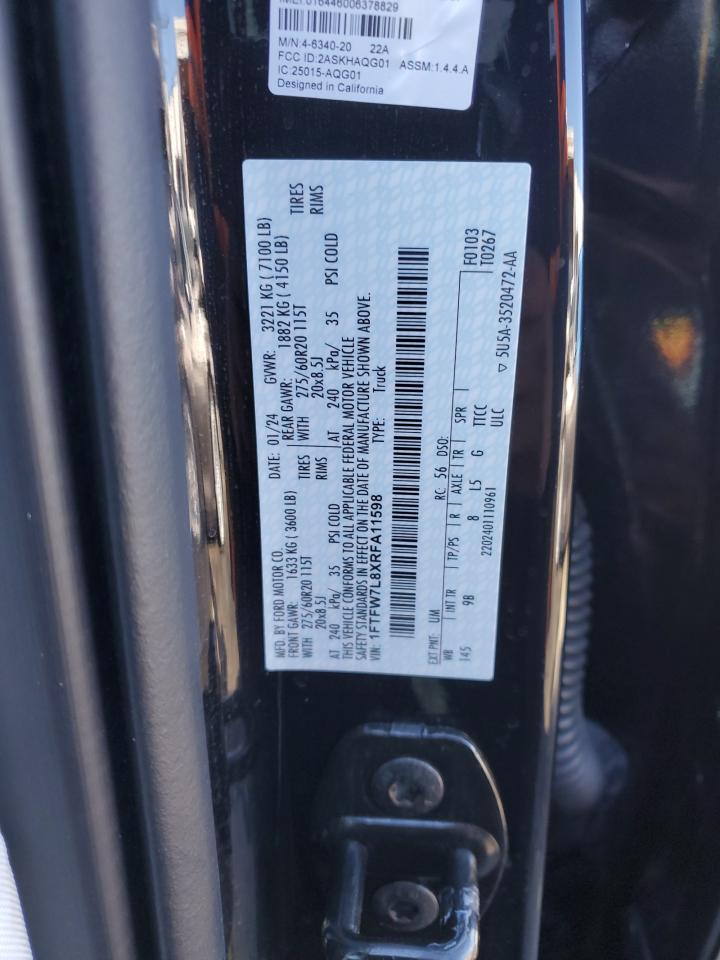 IMEI:016446006378829
M/N:4-6340-20 22A
FCC ID:2ASKHAQG01 ASSM:1.4.4.A
IC:25015-AQG01
Designed in California
MFD. BY FORD MOTOR CO.
DATE: 01/24 GVWR: 3221 KG ( 7100 LB)
FRONT GAWR: 1633 KG (3600 LB) REAR GAWR: 1882 KG ( 4150 LB)
WITH 275/60R20 115T TIRES WITH 275/60R20 115T TIRES
20x8.5J RIMS 20x8.5J RIMS
AT 240 kPa/ 35 PSI COLD AT 240 kPa/ 35 PSI COLD
THIS VEHICLE CONFORMS TO ALL APPLICABLE FEDERAL MOTOR VEHICLE
SAFETY STANDARDS IN EFFECT ON THE DATE OF MANUFACTURE SHOWN ABOVE.
VIN: 1FTFW7L8XRFA11598 TYPE: Truck
EXT PNT: UM RC: 56 DSO: F0103
WB INT TR TP/PS R AXLE TR SPR T0267
145 9B 8 L5 G TTCC
2202401110961 ULC ▽ 5U5A-3520472-AA